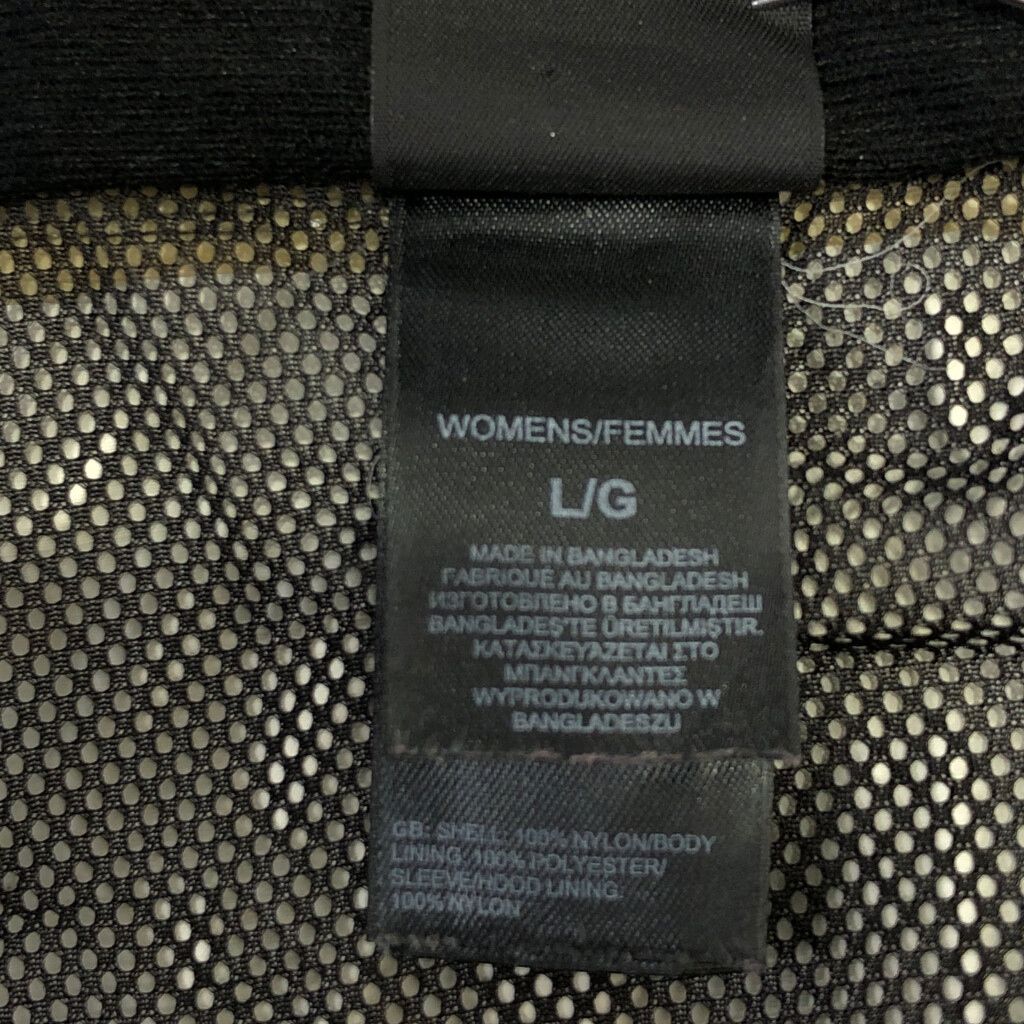 WOMENS/FEMMES
L/G
MADE IN BANGLADESH
FABRIQUÉ AU BANGLADESH
ИЗГОТОВЛЕНО В БАНГЛАДЕШ
BANGLADEŞ'TE ÜRETILMIŞTIR.
ΚΑΤΑΣΚΕΥΑΖΕΤΑΙ ΣΤΟ
ΜΠΑΝΓΚΛΑΝΤΕΣ
WYPRODUKOWANO W
BANGLADESZU
GB: SHELL: 100% NYLON/BODY
LINING: 100% POLYESTER/
SLEEVE/HOOD LINING:
100% NYLON